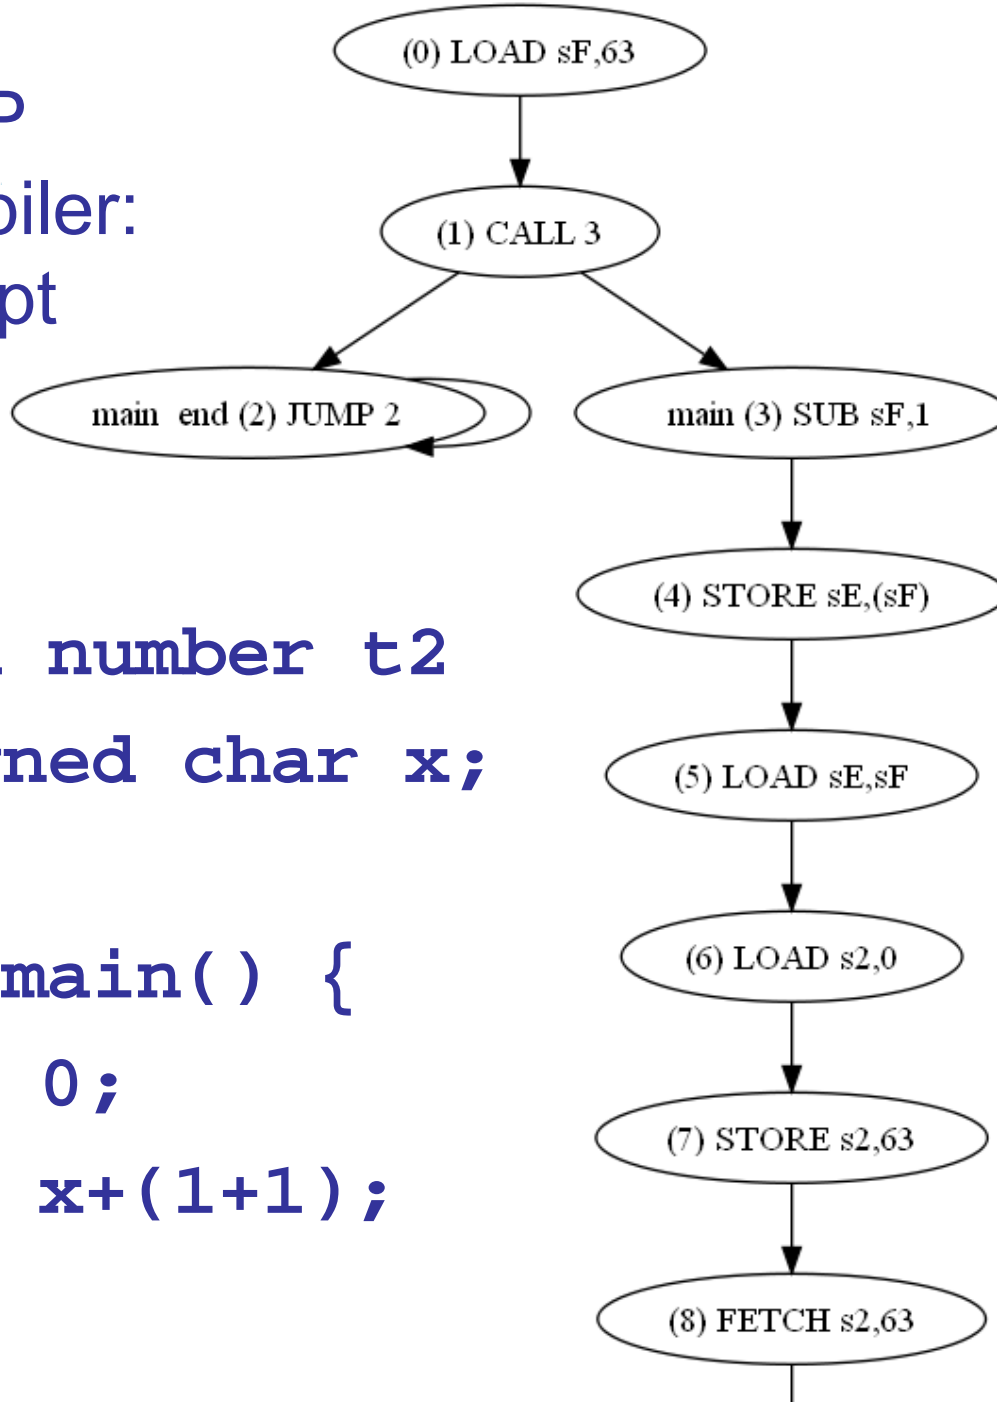 P
piler:
pt
number t2
ned char x;
main() {
0;
x+(1+1);
(0) LOAD sF,63
(1) CALL 3
main end (2) JUMP 2
main (3) SUB sF,1
(4) STORE sE,(sF)
(5) LOAD sE,sF
(6) LOAD s2,0
(7) STORE s2,63
(8) FETCH s2,63